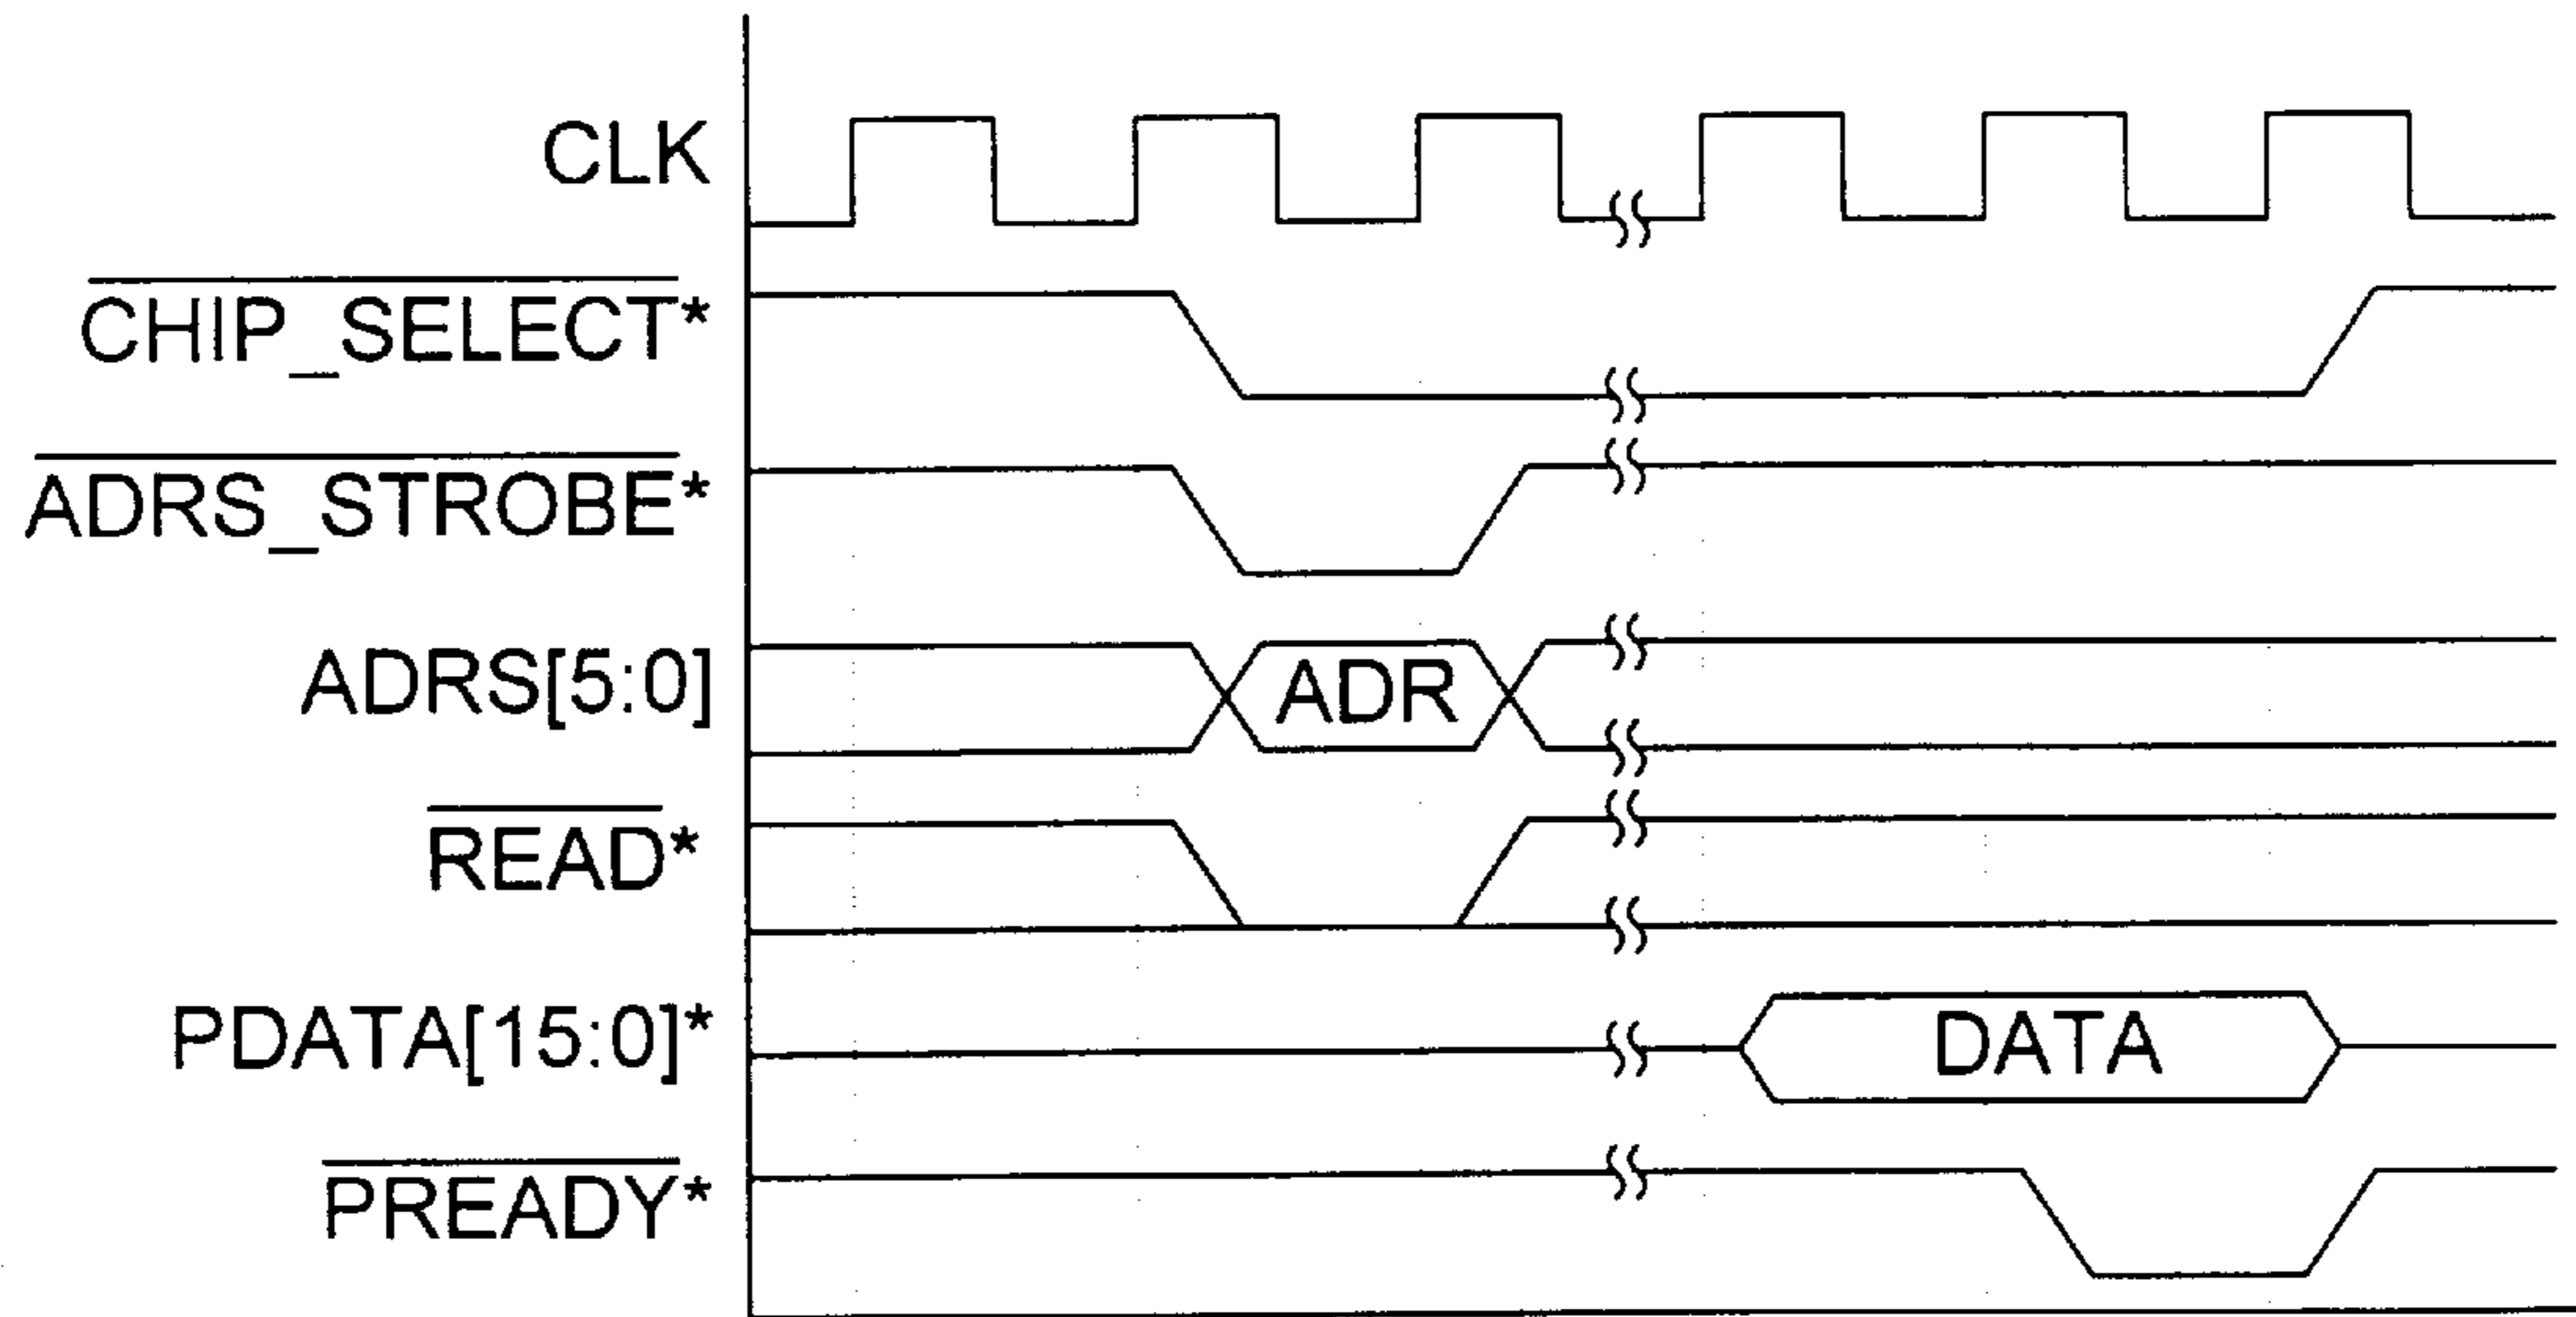 CLK
CHIP_SELECT*
ADRS_STROBE*
ADRS[5:0]
ADR
READ*
PDATA[15:0]*
DATA
PREADY*